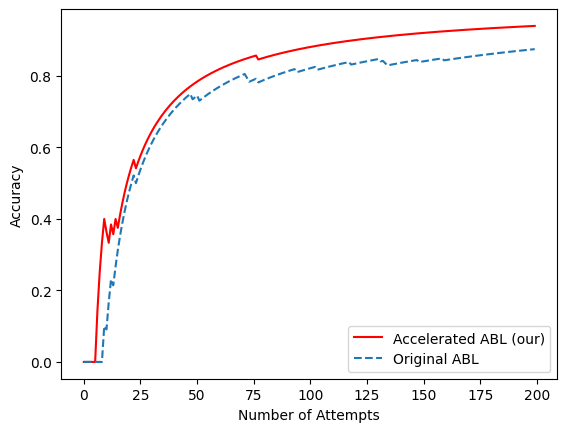 0.8
0.6
0.4
0.2
0.0
Accuracy
0 25 50 75 100 125 150 175 200
Number of Attempts
Accelerated ABL (our)
Original ABL